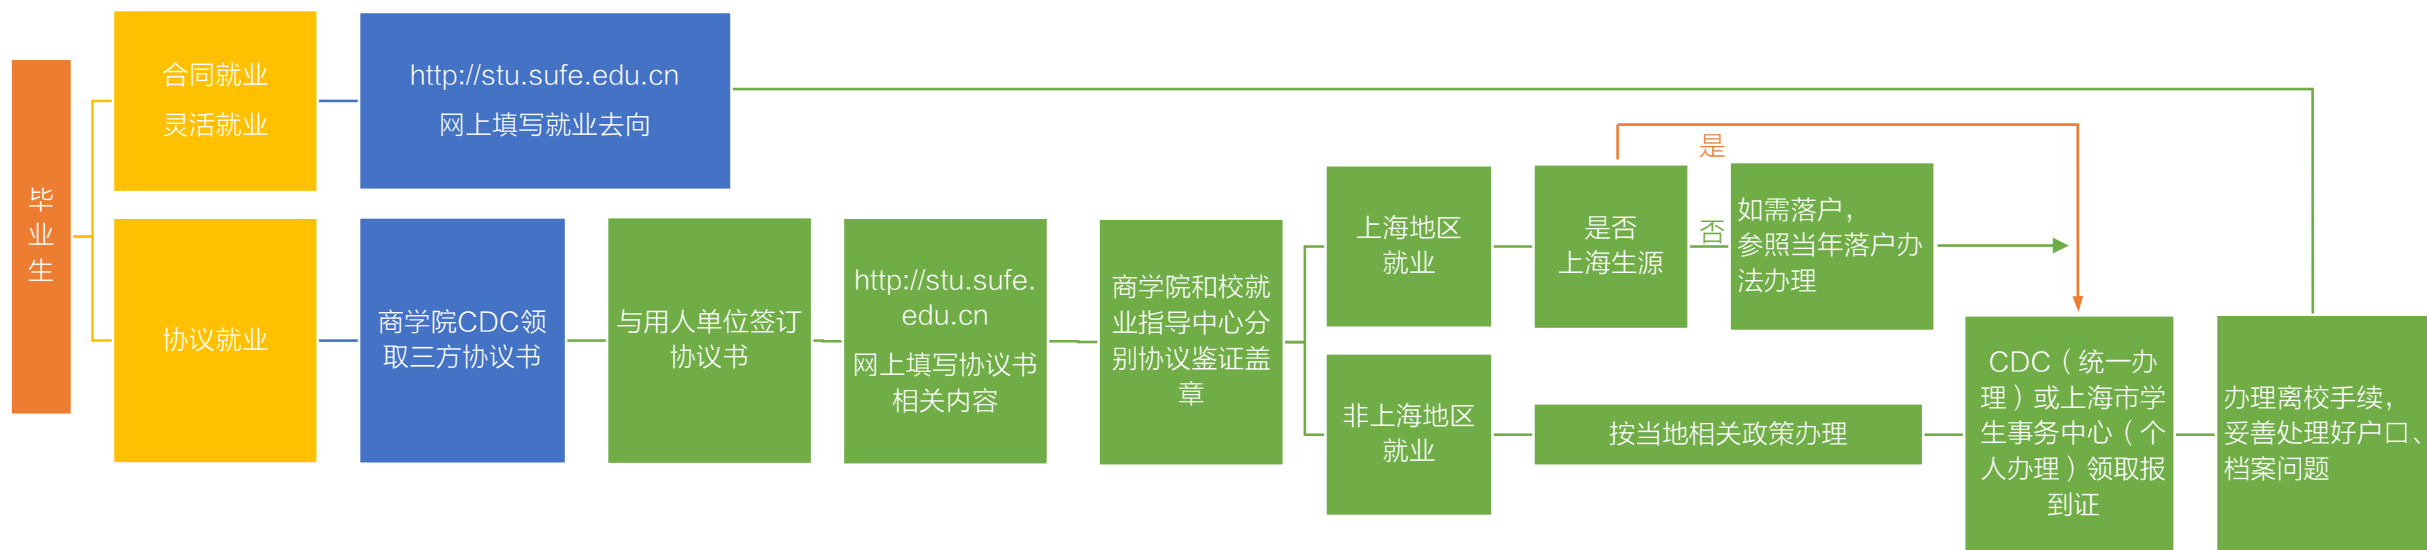 毕
业
生
合同就业
灵活就业
http://stu.sufe.edu.cn
网上填写就业去向
协议就业
商学院CDC领
取三方协议书
与用人单位签订
协议书
http://stu.sufe.
edu.cn
网上填写协议书
相关内容
商学院和校就
业指导中心分
别协议鉴证盖
章
上海地区
就业
是否
上海生源
是
否
如需落户，
参照当年落户办
法办理
非上海地区
就业
按当地相关政策办理
CDC（统一办
理）或上海市学
生事务中心（个
人办理）领取报
到证
办理离校手续，
妥善处理好户口、
档案问题